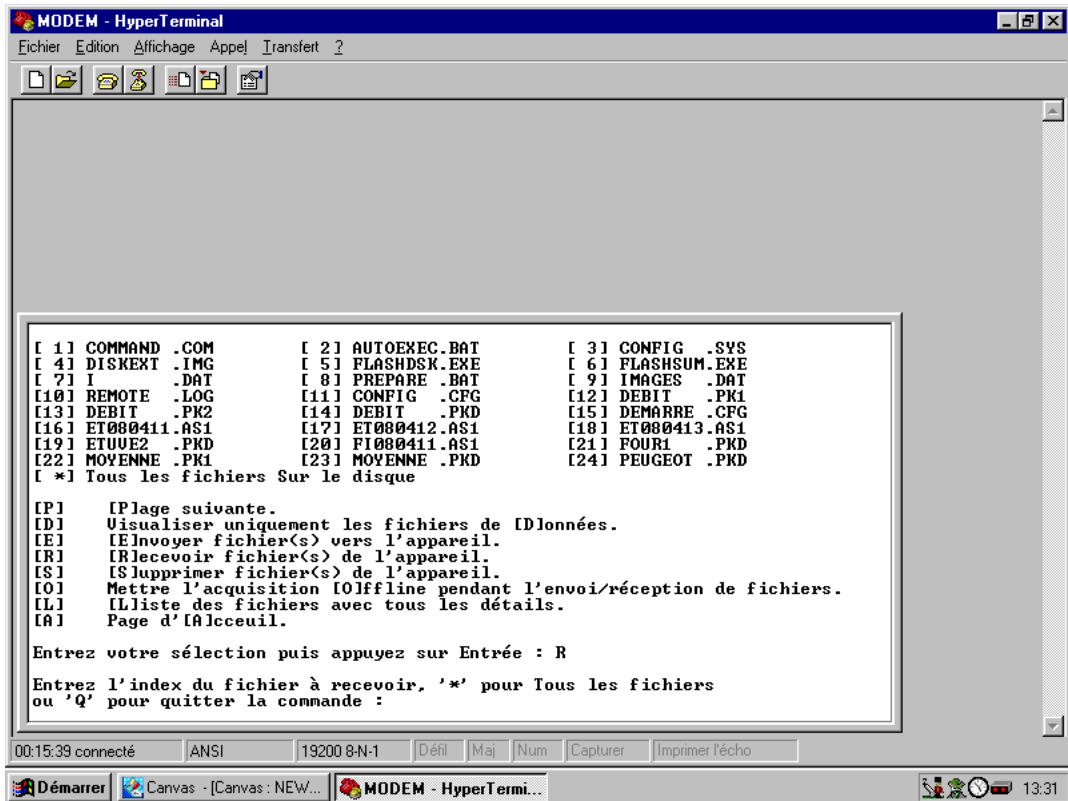 MODEM - HyperTerminal
Fichier Edition Affichage Appel Transfert ?
[ 1] COMMAND .COM [ 2] AUTOEXEC.BAT [ 3] CONFIG .SYS
[ 4] DISKEXT .IMG [ 5] FLASHDSK.EXE [ 6] FLASHSUM.EXE
[ 7] I .DAT [ 8] PREPARE .BAT [ 9] IMAGES .DAT
[10] REMOTE .LOG [11] CONFIG .CFG [12] DEBIT .PK1
[13] DEBIT .PK2 [14] DEBIT .PKD [15] DEMARRE .CFG
[16] ET080411.AS1 [17] ET080412.AS1 [18] ET080413.AS1
[19] ETUVE2 .PKD [20] FI080411.AS1 [21] FOUR1 .PKD
[22] MOYENNE .PK1 [23] MOYENNE .PKD [24] PEUGEOT .PKD
[ *] Tous les fichiers Sur le disque
[P] [P]age suivante.
[D] Visualiser uniquement les fichiers de [D]onnées.
[E] [E]nvoyer fichier(s) vers l'appareil.
[R] [R]ecevoir fichier(s) de l'appareil.
[S] [S]upprimer fichier(s) de l'appareil.
[O] Mettre l'acquisition [O]ffline pendant l'envoi/réception de fichiers.
[L] [L]iste des fichiers avec tous les détails.
[A] Page d'[A]cceuil.
Entrez votre sélection puis appuyez sur Entrée : R
Entrez l'index du fichier à recevoir, '*' pour Tous les fichiers
ou 'Q' pour quitter la commande :
00:15:39 connecté ANSI 19200 8-N-1 Défil Maj Num Capturer Imprimer l'écho
Démarrer Canvas - [Canvas : NEW... MODEM - HyperTermi... 13:31